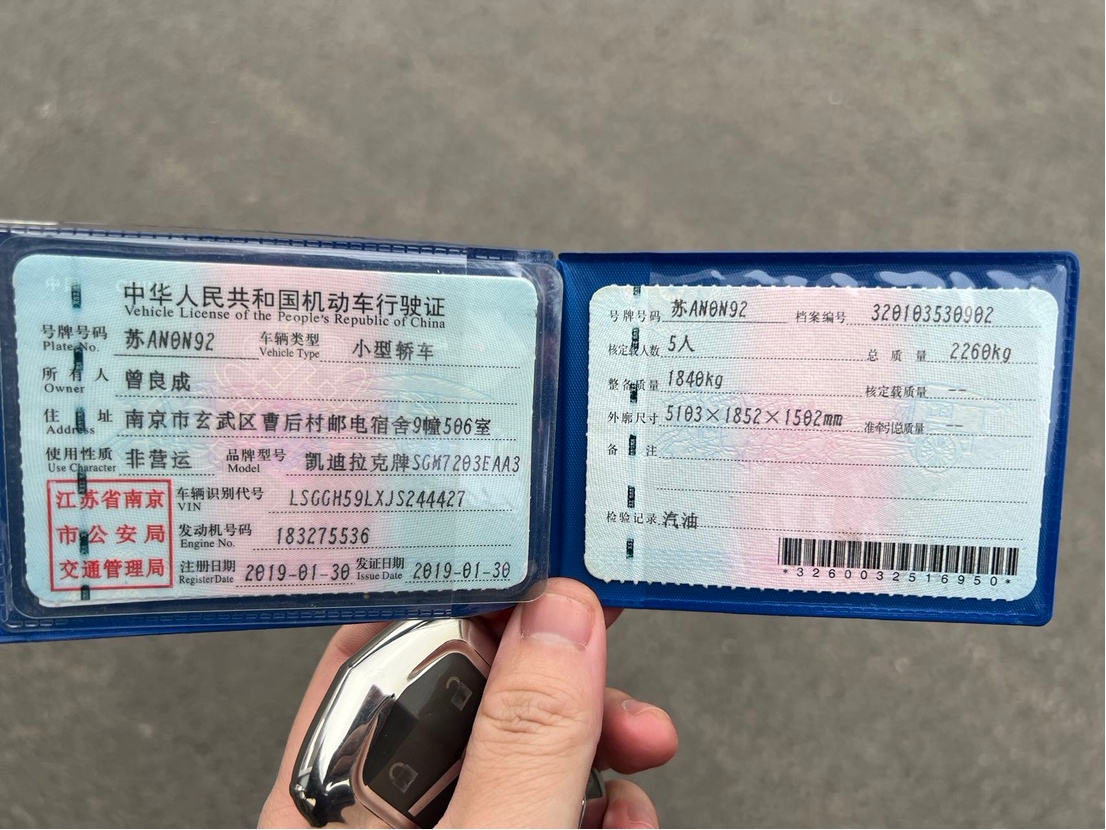 中华人民共和国机动车行驶证
Vehicle License of the People's Republic of China
号牌号码 苏AN0N92 车辆类型 小型轿车
Plate No. Vehicle Type
所有人 曾良成
Owner
住址 南京市玄武区曹后村邮电宿舍9幢506室
Address
使用性质 非营运 品牌型号 凯迪拉克牌SGM7203EAA3
Use Character Model
江苏省南京
市公安局
交通管理局
车辆识别代号 LSGGH59LXJS244427
VIN
发动机号码 183275536
Engine No.
注册日期 2019-01-30 发证日期 2019-01-30
Register Date Issue Date
号牌号码 苏AN0N92 档案编号 320103530902
核定载人数 5人 总质量 2260kg
整备质量 1840kg 核定载质量 --
外廓尺寸 5103×1852×1502mm 准牵引总质量 --
备注
检验记录 汽油
*3260032516950*